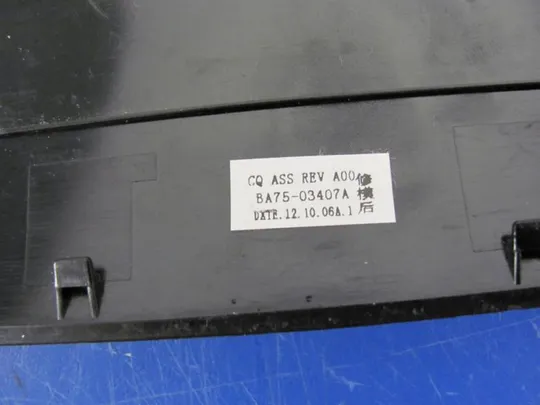 CQ ASS REV A00
BA75-03407A
DATE.12.10.06A.1
修模后